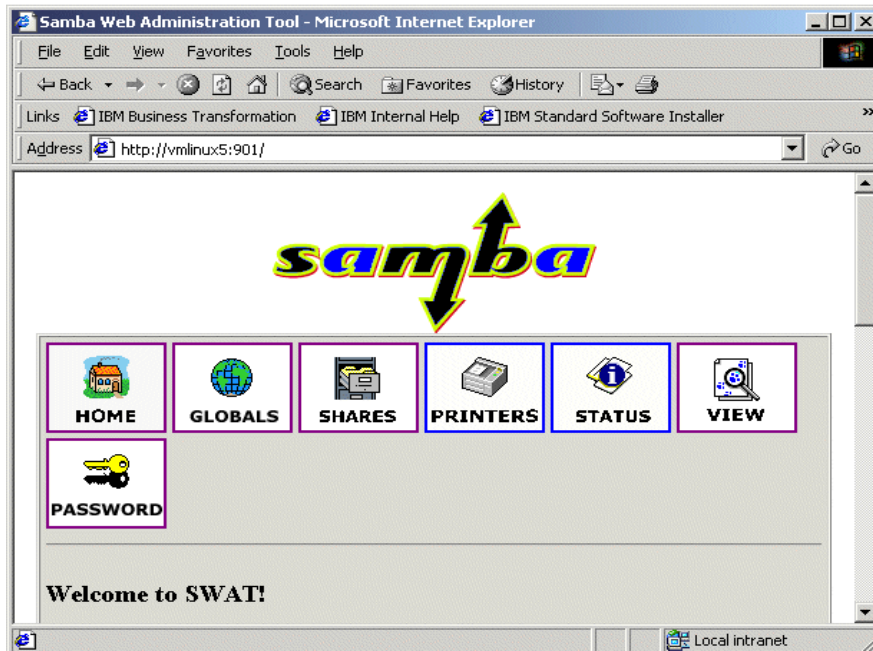 Samba Web Administration Tool - Microsoft Internet Explorer
File Edit View Favorites Tools Help
Back Search Favorites History
Links IBM Business Transformation IBM Internal Help IBM Standard Software Installer »
Address http://vmlinux5:901/ Go
samba
HOME GLOBALS SHARES PRINTERS STATUS VIEW
PASSWORD
Welcome to SWAT!
Local intranet